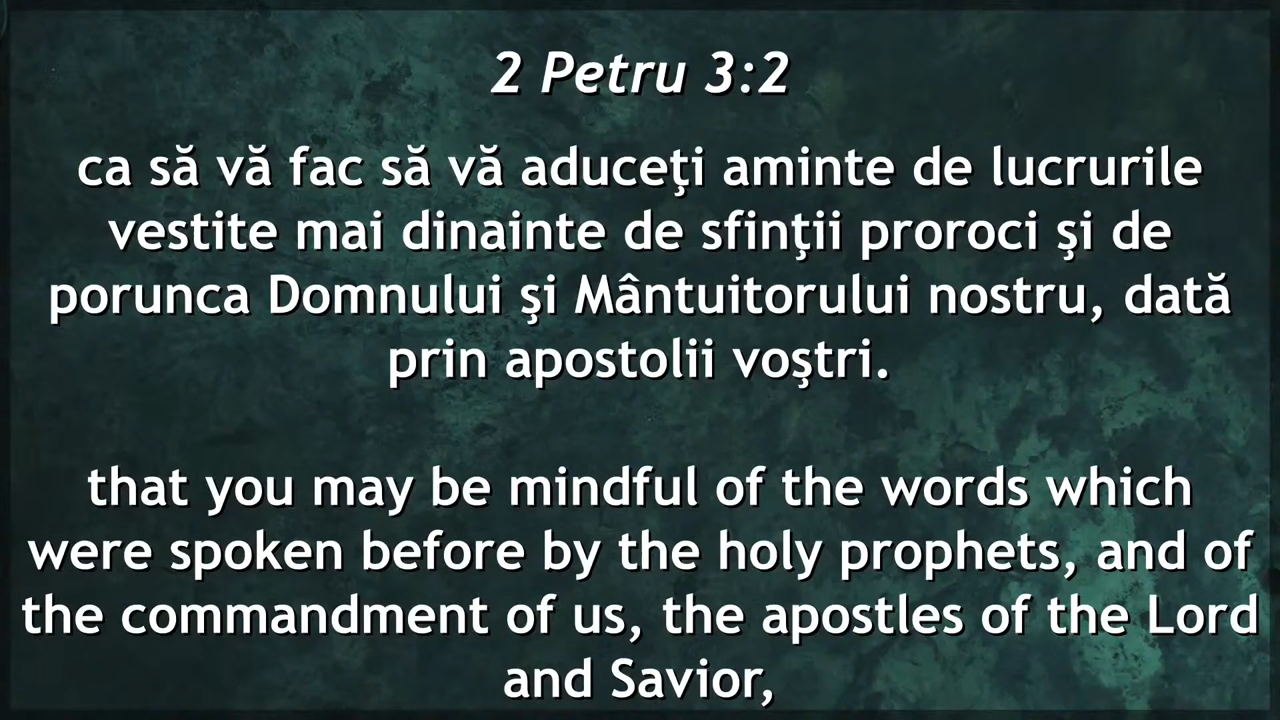 2 Petru 3:2
ca să vă fac să vă aduceţi aminte de lucrurile
vestite mai dinainte de sfinţii proroci şi de
porunca Domnului şi Mântuitorului nostru, dată
prin apostolii voştri.
that you may be mindful of the words which
were spoken before by the holy prophets, and of
the commandment of us, the apostles of the Lord
and Savior,